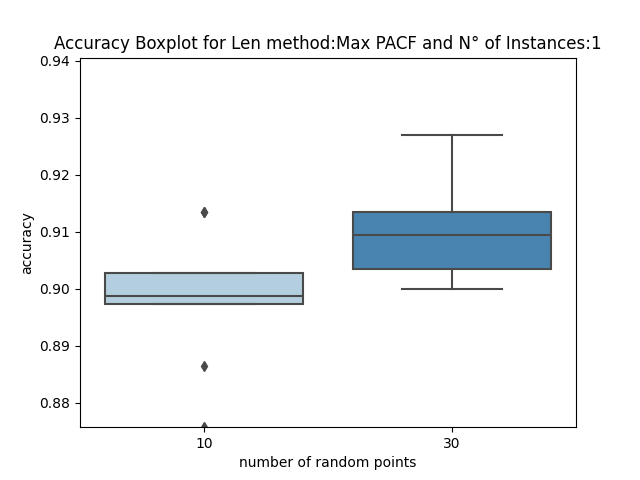 Accuracy Boxplot for Len method:Max PACF and N° of Instances:1
0.94
0.93
0.92
0.91
0.90
0.89
0.88
accuracy
10 30
number of random points